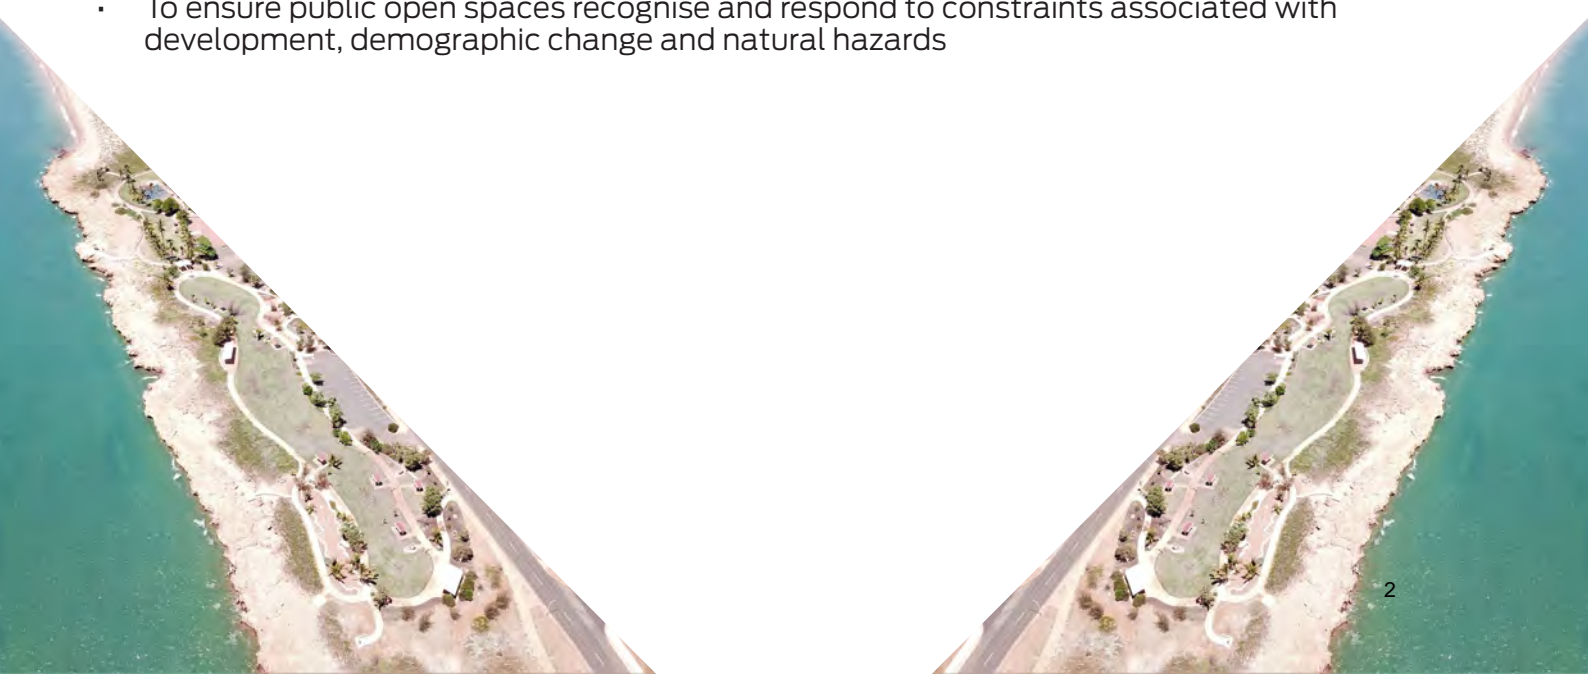 · To ensure public open spaces recognise and respond to constraints associated with
development, demographic change and natural hazards
2